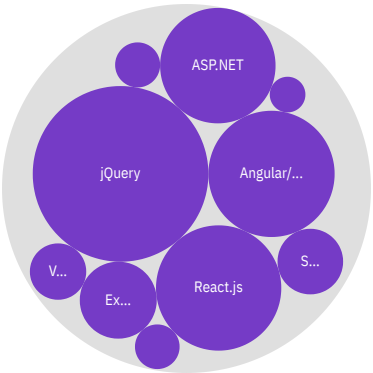 ASP.NET
jQuery
Angular/...
V...
S...
Ex...
React.js